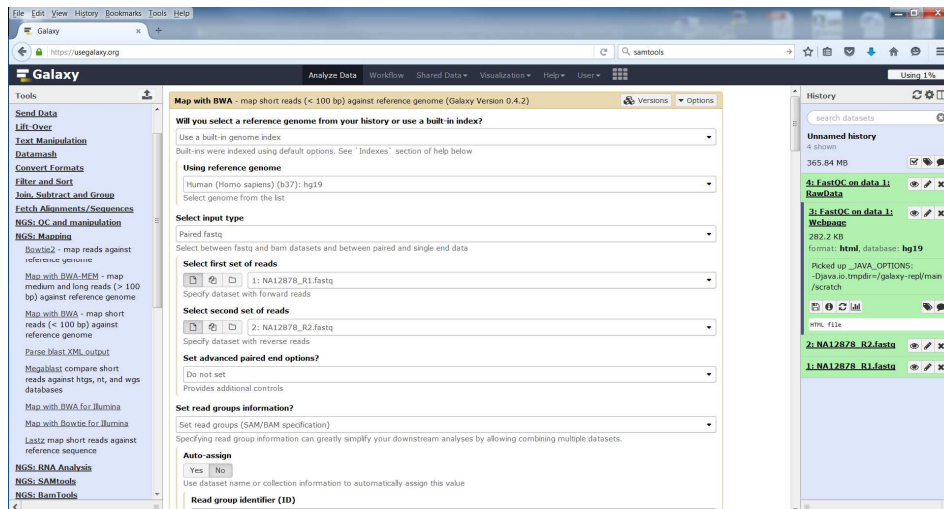 File Edit View History Bookmarks Tools Help
Galaxy × +
https://usegalaxy.org samtools
Galaxy Analyze Data Workflow Shared Data Visualization Help User Using 1%
Tools
Send Data
Lift-Over
Text Manipulation
Datamash
Convert Formats
Filter and Sort
Join, Subtract and Group
Fetch Alignments/Sequences
NGS: QC and manipulation
NGS: Mapping
Bowtie2 - map reads against
reference genome
Map with BWA-MEM - map
medium and long reads (> 100
bp) against reference genome
Map with BWA - map short
reads (< 100 bp) against
reference genome
Parse blast XML output
Megablast compare short
reads against htgs, nt, and wgs
databases
Map with BWA for Illumina
Map with Bowtie for Illumina
Lastz map short reads against
reference sequence
NGS: RNA Analysis
NGS: SAMtools
NGS: BamTools
Map with BWA - map short reads (< 100 bp) against reference genome (Galaxy Version 0.4.2) Versions Options
Will you select a reference genome from your history or use a built-in index?
Use a built-in genome index
Built-ins were indexed using default options. See `Indexes` section of help below
Using reference genome
Human (Homo sapiens) (b37): hg19
Select genome from the list
Select input type
Paired fastq
Select between fastq and bam datasets and between paired and single end data
Select first set of reads
1: NA12878_R1.fastq
Specify dataset with forward reads
Select second set of reads
2: NA12878_R2.fastq
Specify dataset with reverse reads
Set advanced paired end options?
Do not set
Provides additional controls
Set read groups information?
Set read groups (SAM/BAM specification)
Specifying read group information can greatly simplify your downstream analyses by allowing combining multiple datasets.
Auto-assign
Yes No
Use dataset name or collection information to automatically assign this value
Read group identifier (ID)
History
search datasets
Unnamed history
4 shown
365.84 MB
4: FastQC on data 1:
RawData
3: FastQC on data 1:
Webpage
282.2 KB
format: html, database: hg19
Picked up _JAVA_OPTIONS:
-Djava.io.tmpdir=/galaxy-repl/main
/scratch
HTML file
2: NA12878_R2.fastq
1: NA12878_R1.fastq